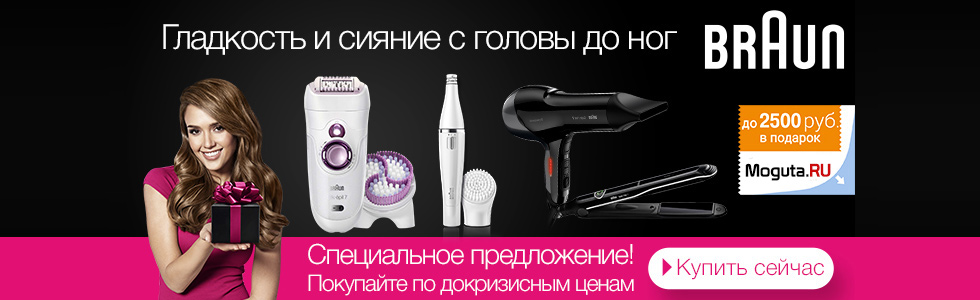 Гладкость и сияние с головы до ног
BRAUN
до 2500 руб.
в подарок
Moguta.RU
BRAUN
Специальное предложение!
Покупайте по докризисным ценам
Купить сейчас